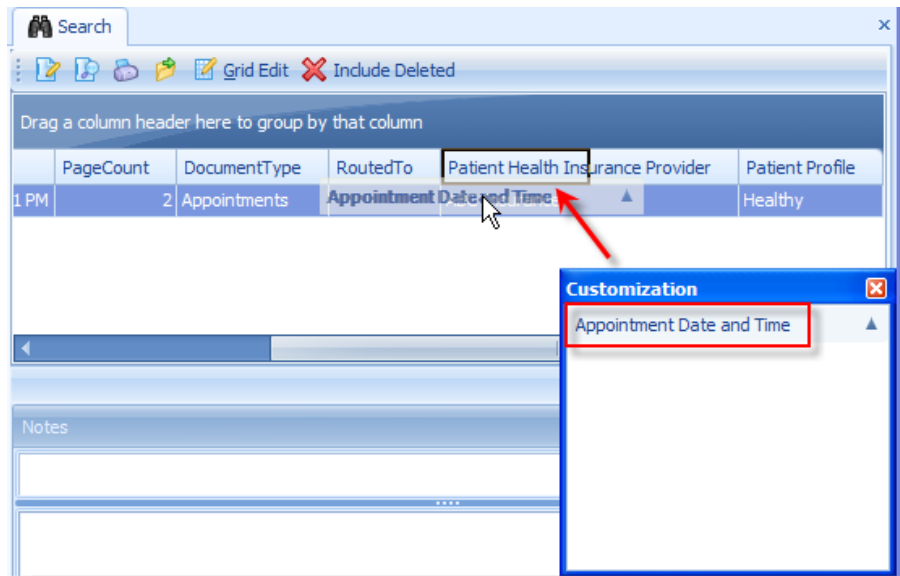 Search
Grid Edit Include Deleted
Drag a column header here to group by that column
PageCount DocumentType RoutedTo Patient Health Insurance Provider Patient Profile
1 PM 2 Appointments Healthy
Appointment Date and Time
Customization
Appointment Date and Time
Notes